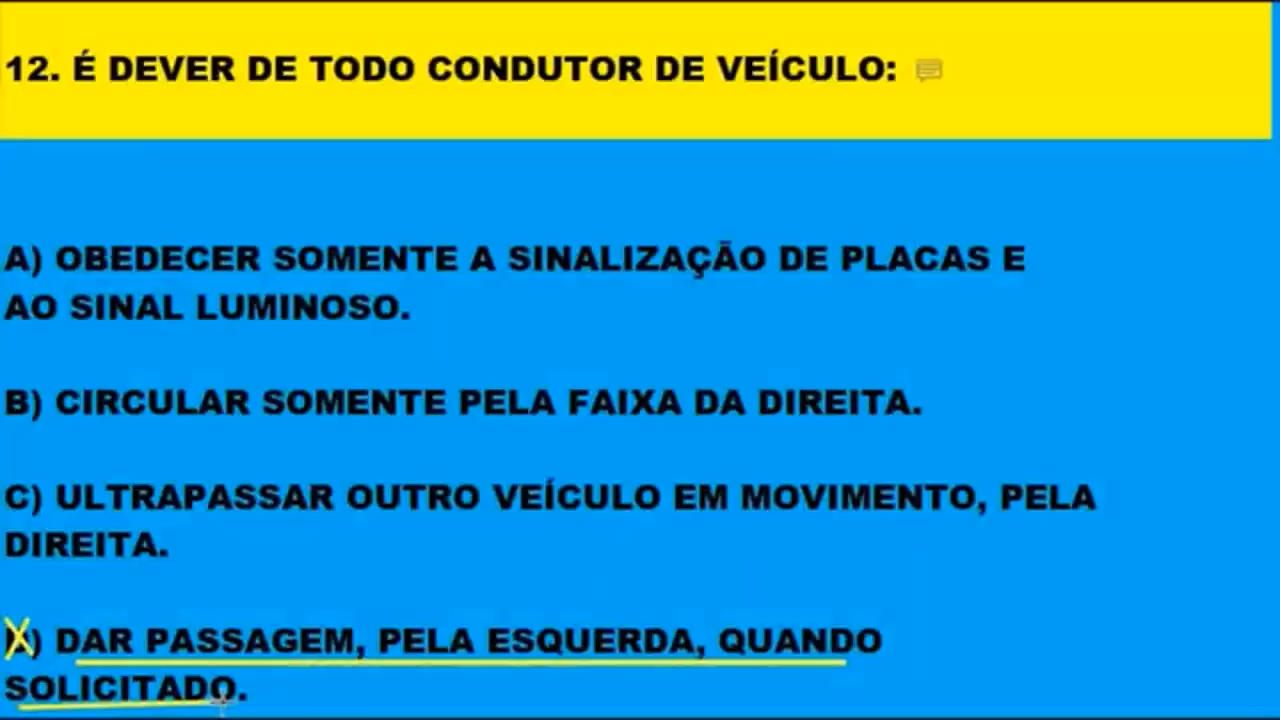 12. É DEVER DE TODO CONDUTOR DE VEÍCULO:
A) OBEDECER SOMENTE A SINALIZAÇÃO DE PLACAS E
AO SINAL LUMINOSO.
B) CIRCULAR SOMENTE PELA FAIXA DA DIREITA.
C) ULTRAPASSAR OUTRO VEÍCULO EM MOVIMENTO, PELA
DIREITA.
X) DAR PASSAGEM, PELA ESQUERDA, QUANDO
SOLICITADO.